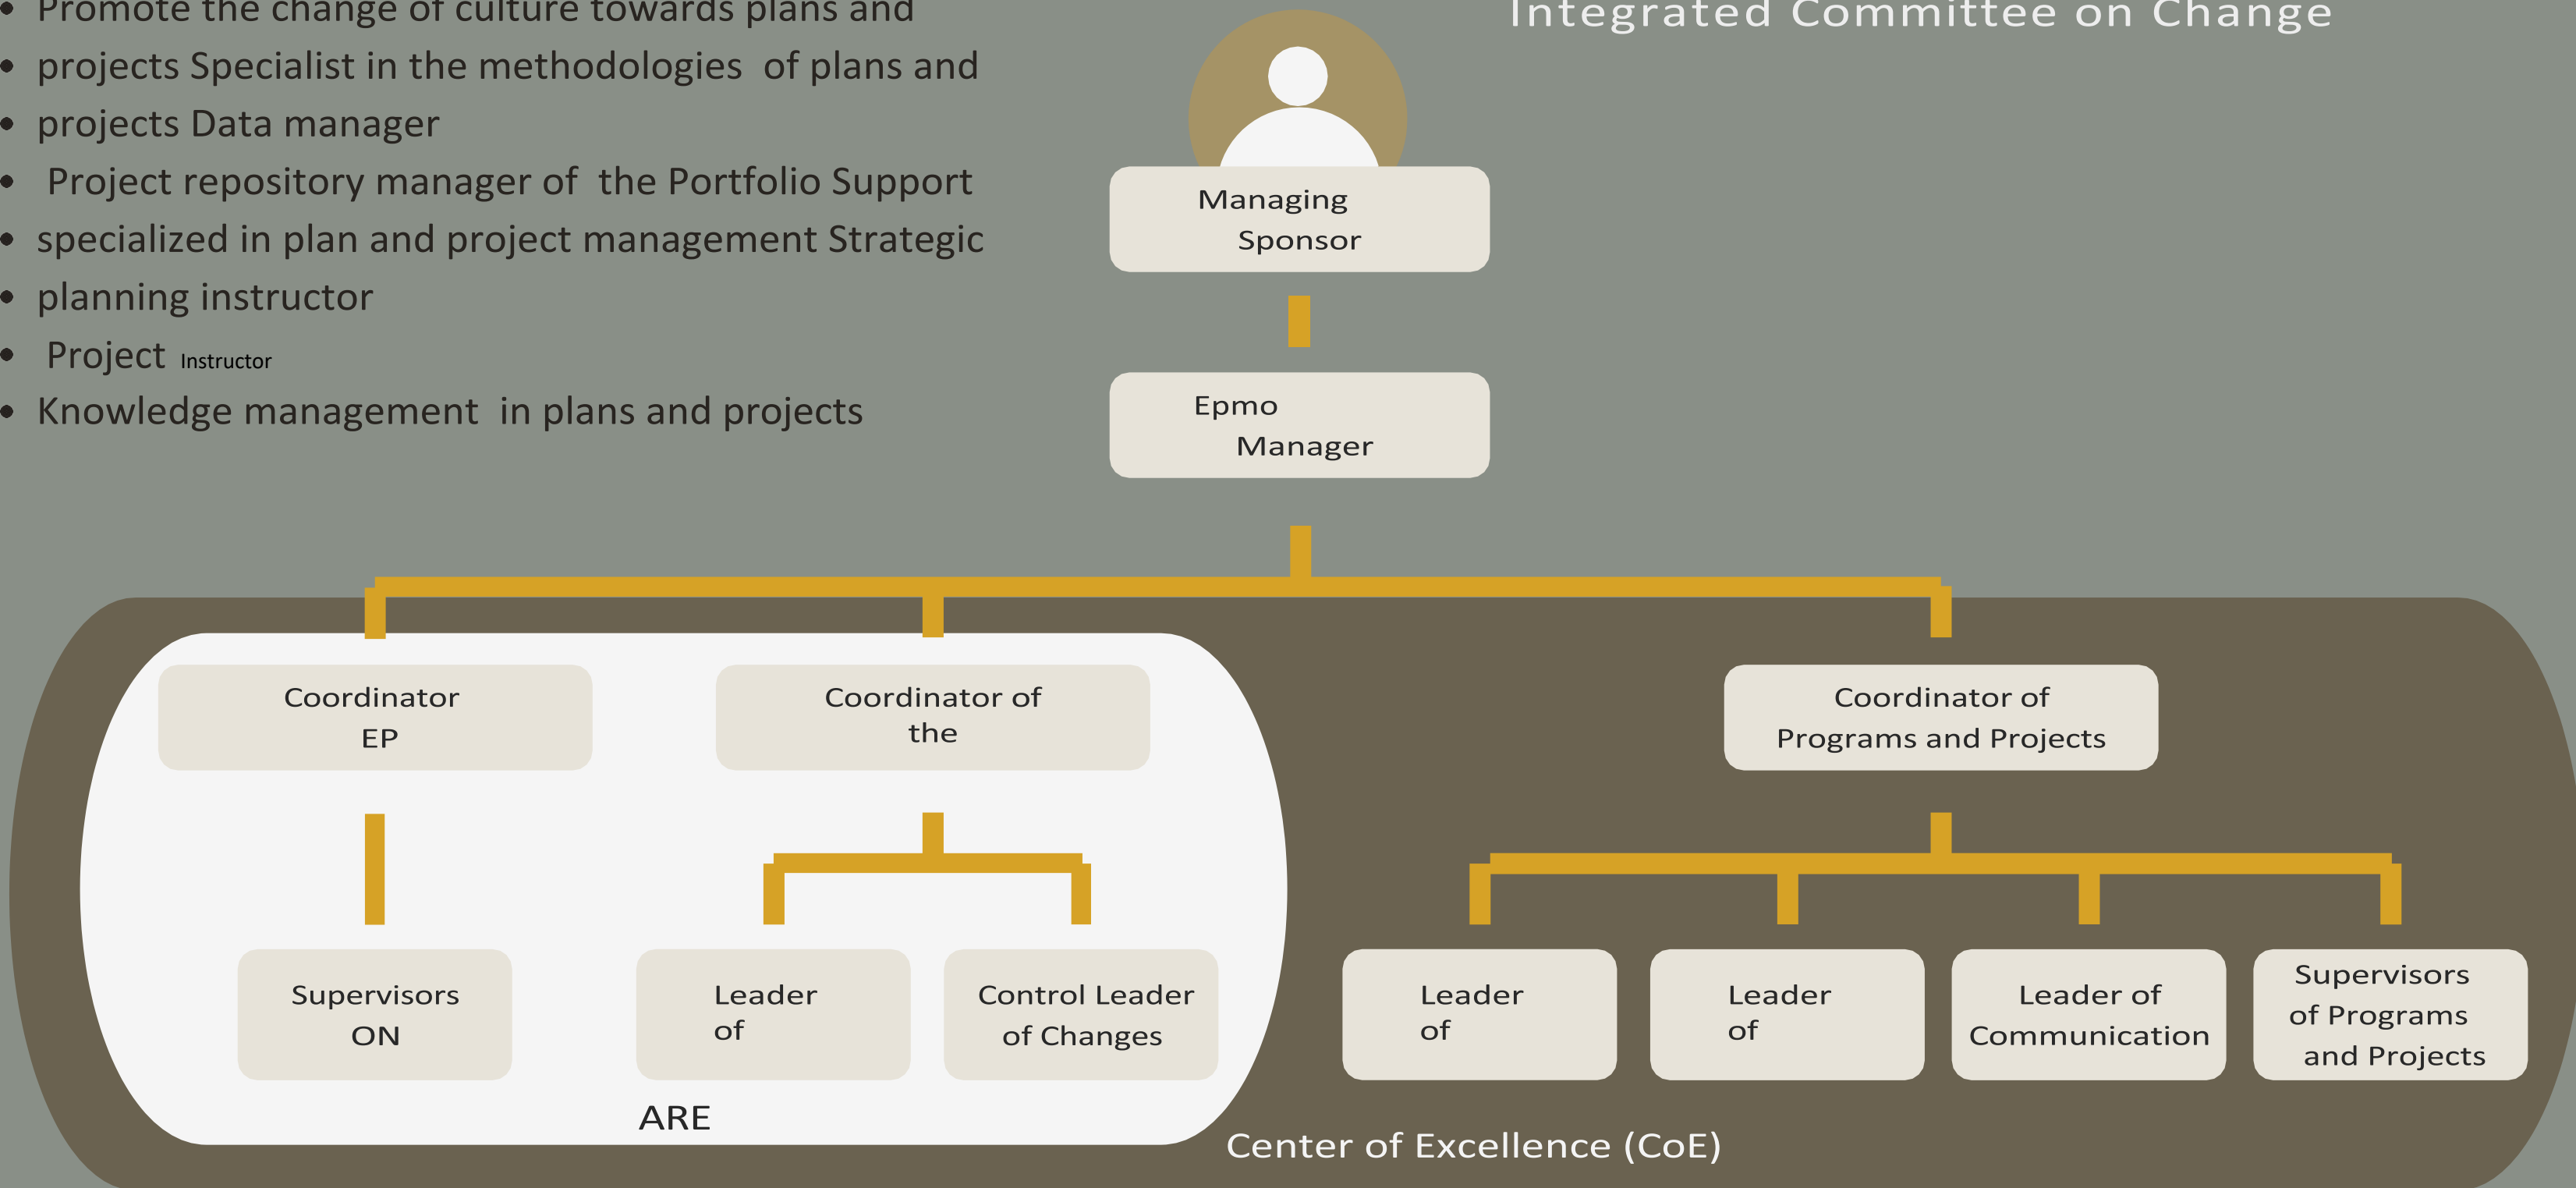 Promote the change of culture towards plans and
projects Specialist in the methodologies of plans and
projects Data manager
Project repository manager of the Portfolio Support
specialized in plan and project management Strategic
planning instructor
Project Instructor
Knowledge management in plans and projects
Integrated Committee on Change
Managing
Sponsor
Epmo
Manager
Coordinator
EP
Coordinator of
the
Coordinator of
Programs and Projects
Supervisors
ON
Leader
of
Control Leader
of Changes
Leader
of
Leader
of
Leader of
Communication
Supervisors
of Programs
and Projects
ARE
Center of Excellence (CoE)